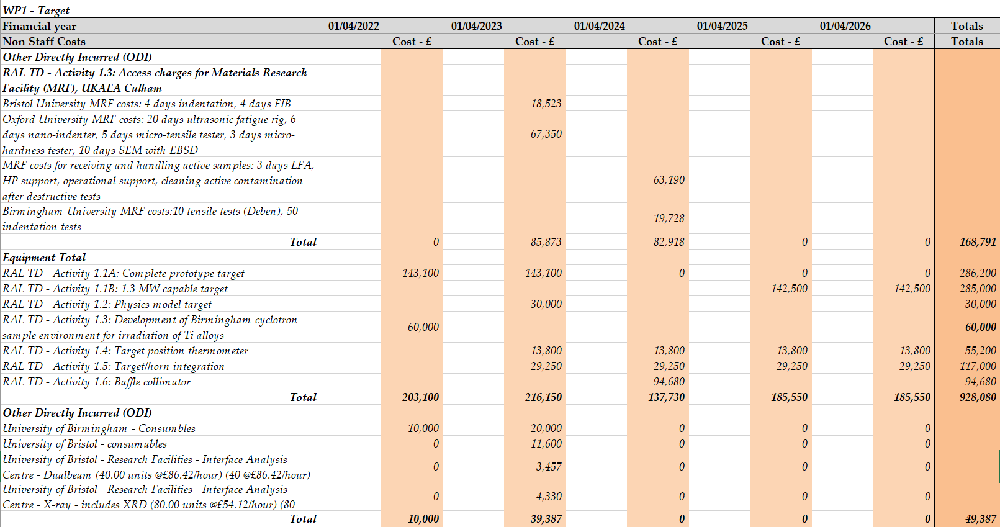 WP1 - Target
Financial year 01/04/2022 01/04/2023 01/04/2024 01/04/2025 01/04/2026 Totals
Non Staff Costs Cost - £ Cost - £ Cost - £ Cost - £ Cost - £ Totals
Other Directly Incurred (ODI)
RAL TD - Activity 1.3: Access charges for Materials Research
Facility (MRF), UKAEA Culham
Bristol University MRF costs: 4 days indentation, 4 days FIB 18,523
Oxford University MRF costs: 20 days ultrasonic fatigue rig, 6
days nano-indenter, 5 days micro-tensile tester, 3 days micro- 67,350
hardness tester, 10 days SEM with EBSD
MRF costs for receiving and handling active samples: 3 days LFA,
HP support, operational support, cleaning active contamination 63,190
after destructive tests
Birmingham University MRF costs:10 tensile tests (Deben), 50 19,728
indentation tests
Total 0 85,873 82,918 0 0 168,791
Equipment Total
RAL TD - Activity 1.1A: Complete prototype target 143,100 143,100 0 0 0 286,200
RAL TD - Activity 1.1B: 1.3 MW capable target 142,500 142,500 285,000
RAL TD - Activity 1.2: Physics model target 30,000 30,000
RAL TD - Activity 1.3: Development of Birmingham cyclotron 60,000 60,000
sample environment for irradiation of Ti alloys
RAL TD - Activity 1.4: Target position thermometer 13,800 13,800 13,800 13,800 55,200
RAL TD - Activity 1.5: Target/horn integration 29,250 29,250 29,250 29,250 117,000
RAL TD - Activity 1.6: Baffle collimator 94,680 94,680
Total 203,100 216,150 137,730 185,550 185,550 928,080
Other Directly Incurred (ODI)
University of Birmingham - Consumbles 10,000 20,000 0 0 0
University of Bristol - consumables 0 11,600 0 0 0
University of Bristol - Research Facilities - Interface Analysis 0 3,457 0 0 0
Centre - Dualbeam (40.00 units @£86.42/hour) (40 @£86.42/hour)
University of Bristol - Research Facilities - Interface Analysis 0 4,330 0 0 0
Centre - X-ray - includes XRD (80.00 units @£54.12/hour) (80
Total 10,000 39,387 0 0 0 49,387